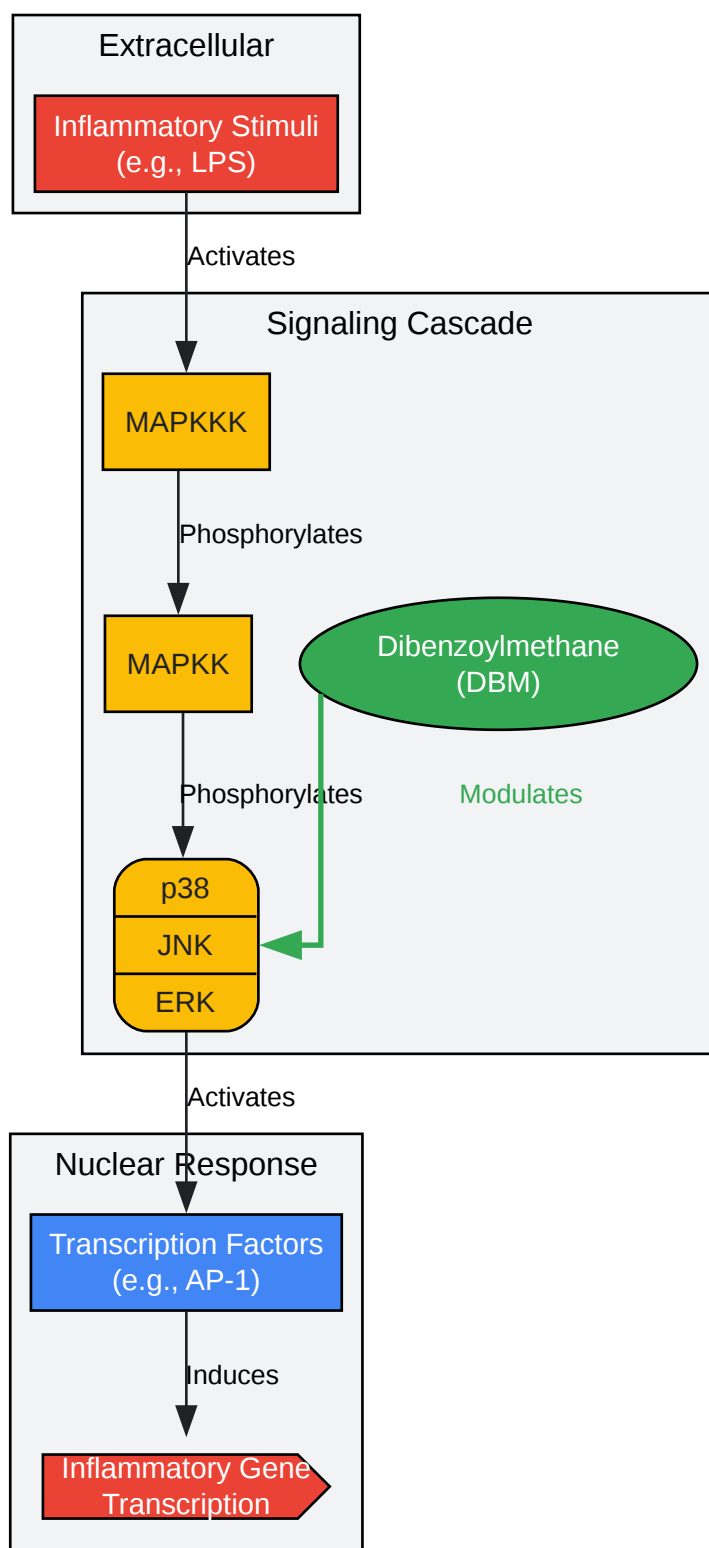 Extracellular
Inflammatory Stimuli
(e.g., LPS)
Activates
Signaling Cascade
MAPKKK
Phosphorylates
MAPKK
Dibenzoylmethane
(DBM)
Phosphorylates
Modulates
p38
JNK
ERK
Activates
Nuclear Response
Transcription Factors
(e.g., AP-1)
Induces
Inflammatory Gene
Transcription